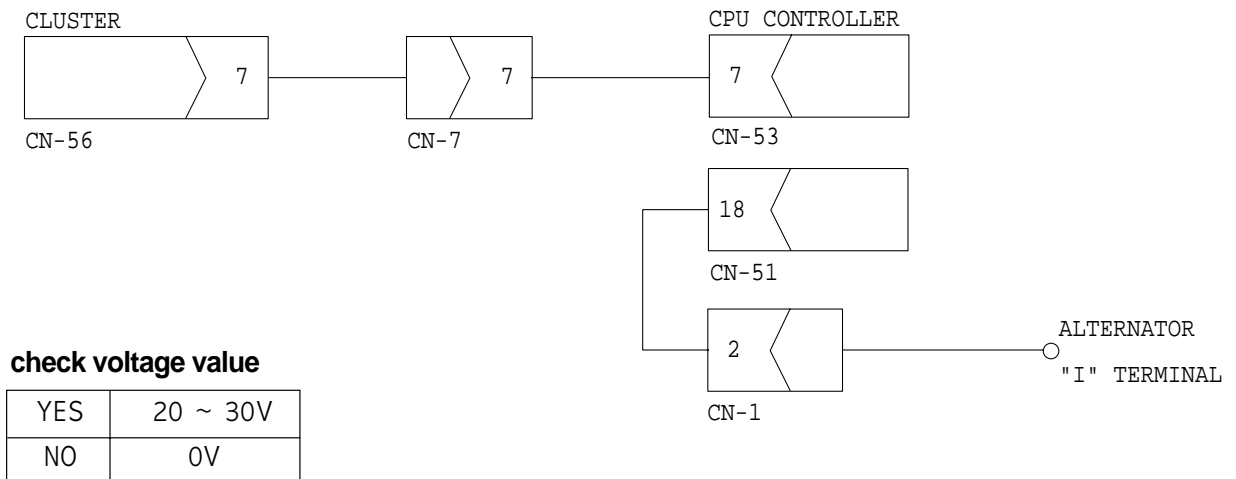 CLUSTER
CPU CONTROLLER
7
7
7
CN-56
CN-7
CN-53
18
CN-51
2
CN-1
ALTERNATOR
"I" TERMINAL
check voltage value
YES 20 ~ 30V
NO 0V